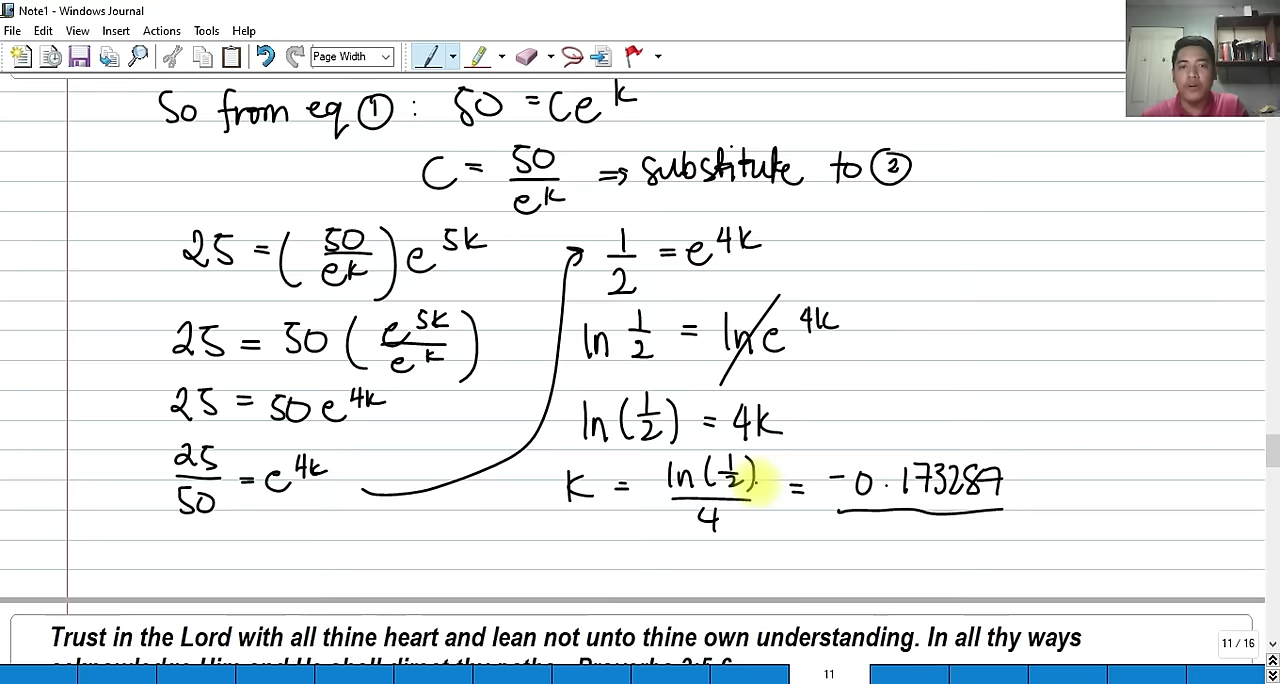 Note1 - Windows Journal
File Edit View Insert Actions Tools Help
Page Width
So from eq ① : 50 = Ce^k
C = 50/e^k ⇒ substitute to ②
25 = (50/e^k) e^5k
25 = 50 (e^5k/e^k)
25 = 50e^4k
25/50 = e^4k
1/2 = e^4k
ln 1/2 = ln e^4k
ln(1/2) = 4k
K = ln(1/2)/4 = -0.173287
Trust in the Lord with all thine heart and lean not unto thine own understanding. In all thy ways
11 / 16
11